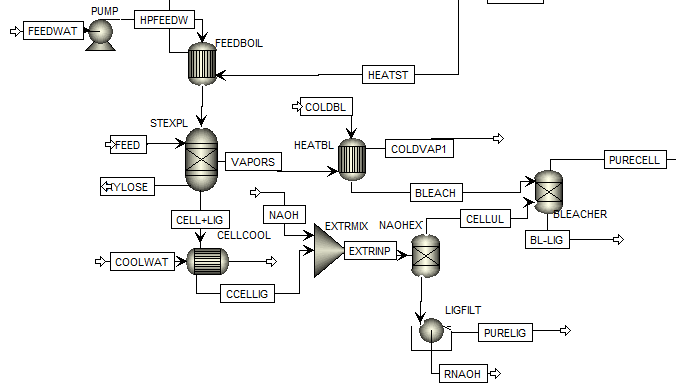 PUMP
FEEDWAT
HPFEEDW
FEEDBOIL
HEATST
COLDBL
STEXPL
FEED
VAPORS
HEATBL
COLDVAP1
PURECELL
XYLOSE
BLEACH
NAOH
CELLUL
BLEACHER
CELL+LIG
EXTRMIX
NAOHEX
CELLCOOL
EXTRINP
BL-LIG
COOLWAT
CCELLIG
LIGFILT
PURELIG
RNAOH